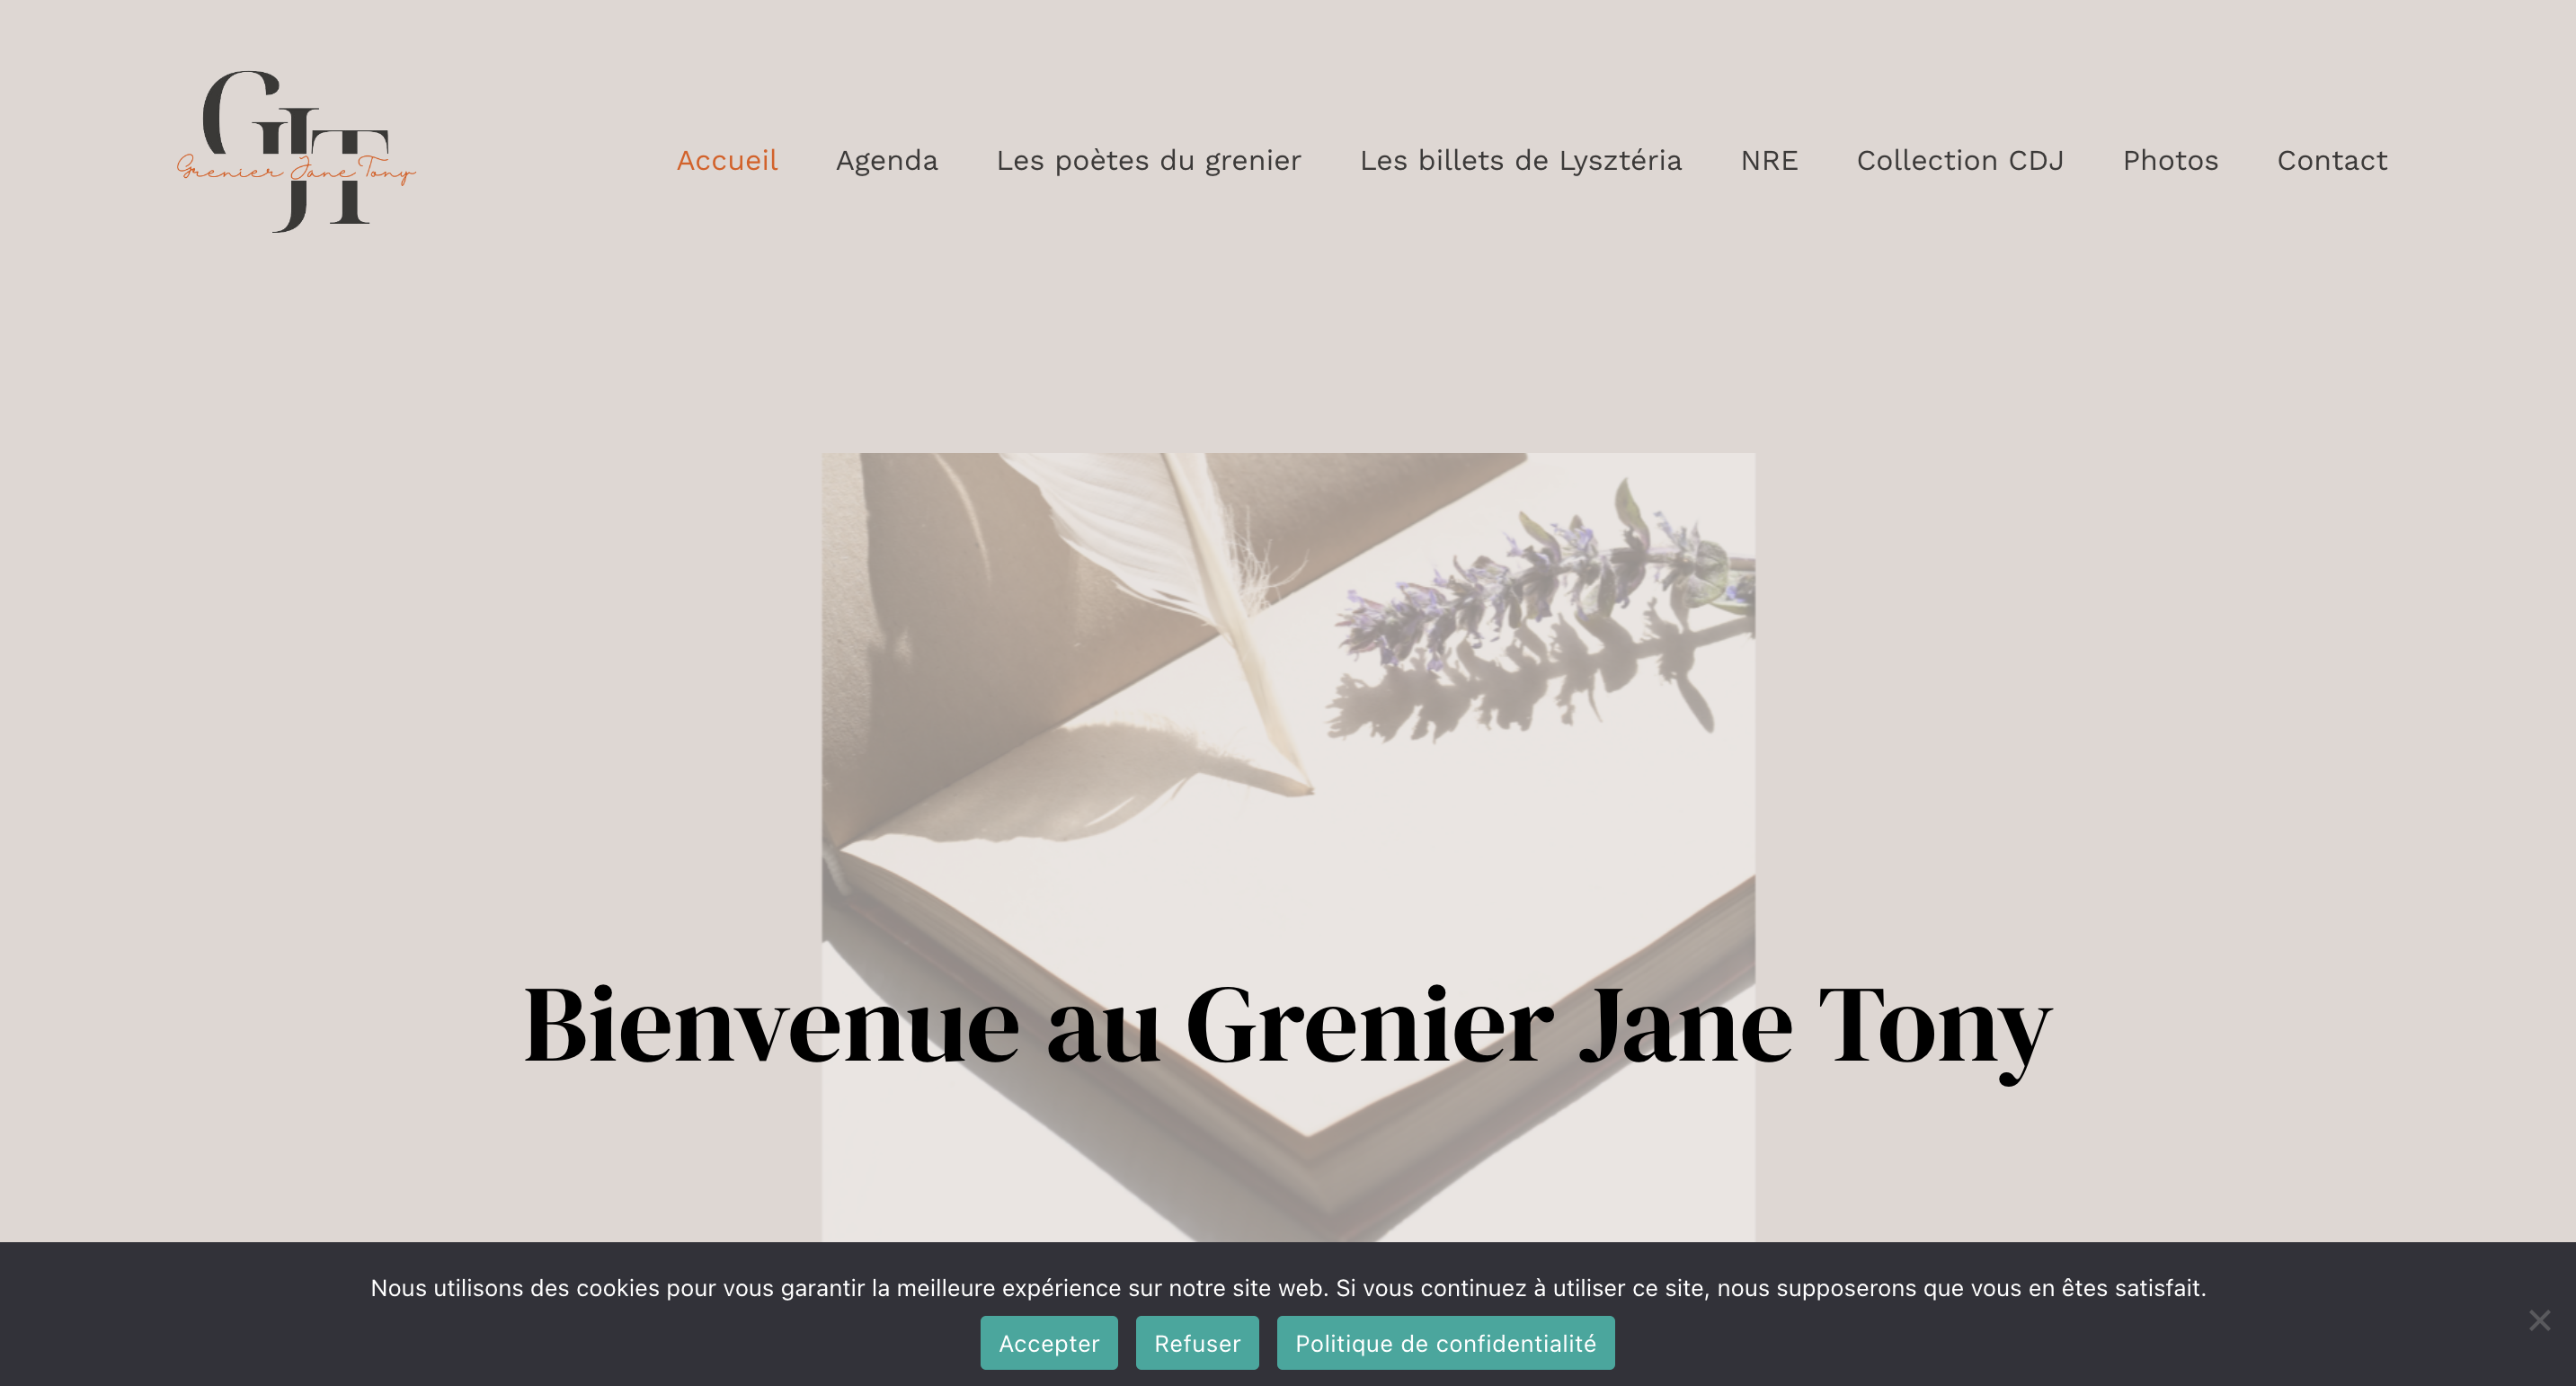 GJT
Grenier Jane Tony
Accueil Agenda Les poètes du grenier Les billets de Lysztéria NRE Collection CDJ Photos Contact
Bienvenue au Grenier Jane Tony
Nous utilisons des cookies pour vous garantir la meilleure expérience sur notre site web. Si vous continuez à utiliser ce site, nous supposerons que vous en êtes satisfait.
Accepter Refuser Politique de confidentialité